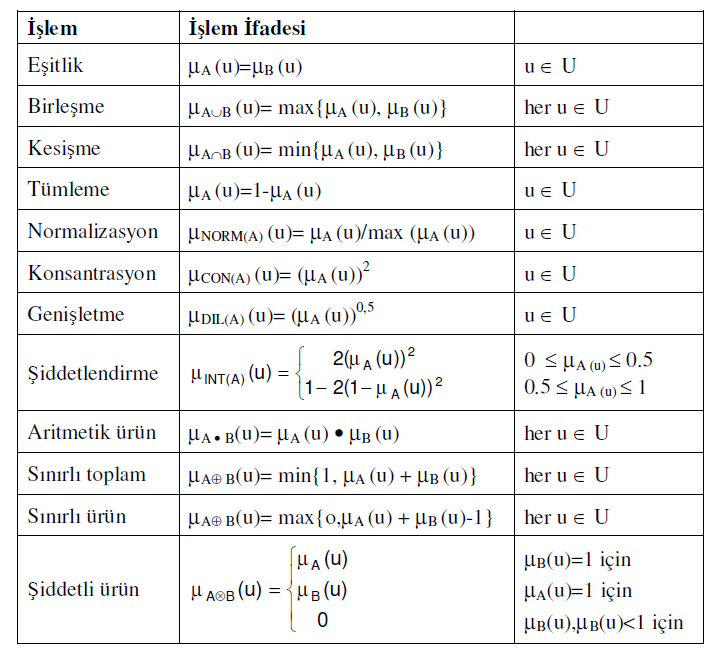 İşlem İşlem İfadesi
Eşitlik μA (u)=μB (u) u ∈ U
Birleşme μA∪B (u)= max{μA (u), μB (u)} her u ∈ U
Kesişme μA∩B (u)= min{μA (u), μB (u)} her u ∈ U
Tümleme μA (u)=1-μA (u) u ∈ U
Normalizasyon μNORM(A) (u)= μA (u)/max (μA (u)) u ∈ U
Konsantrasyon μCON(A) (u)= (μA (u))² u ∈ U
Genişletme μDIL(A) (u)= (μA (u))^0,5 u ∈ U
Şiddetlendirme μINT(A) (u) = { 2(μA (u))² 0 ≤ μA (u) ≤ 0.5
1− 2(1− μA (u))² 0.5 ≤ μA (u) ≤ 1
Aritmetik ürün μA • B(u)= μA (u) • μB (u) her u ∈ U
Sınırlı toplam μA⊕ B(u)= min{1, μA (u) + μB (u)} her u ∈ U
Sınırlı ürün μA⊕ B(u)= max{o,μA (u) + μB (u)-1} her u ∈ U
Şiddetli ürün μA⊗B (u) = { μA (u) μB(u)=1 için
μB (u) μA(u)=1 için
0 μB(u),μB(u)<1 için